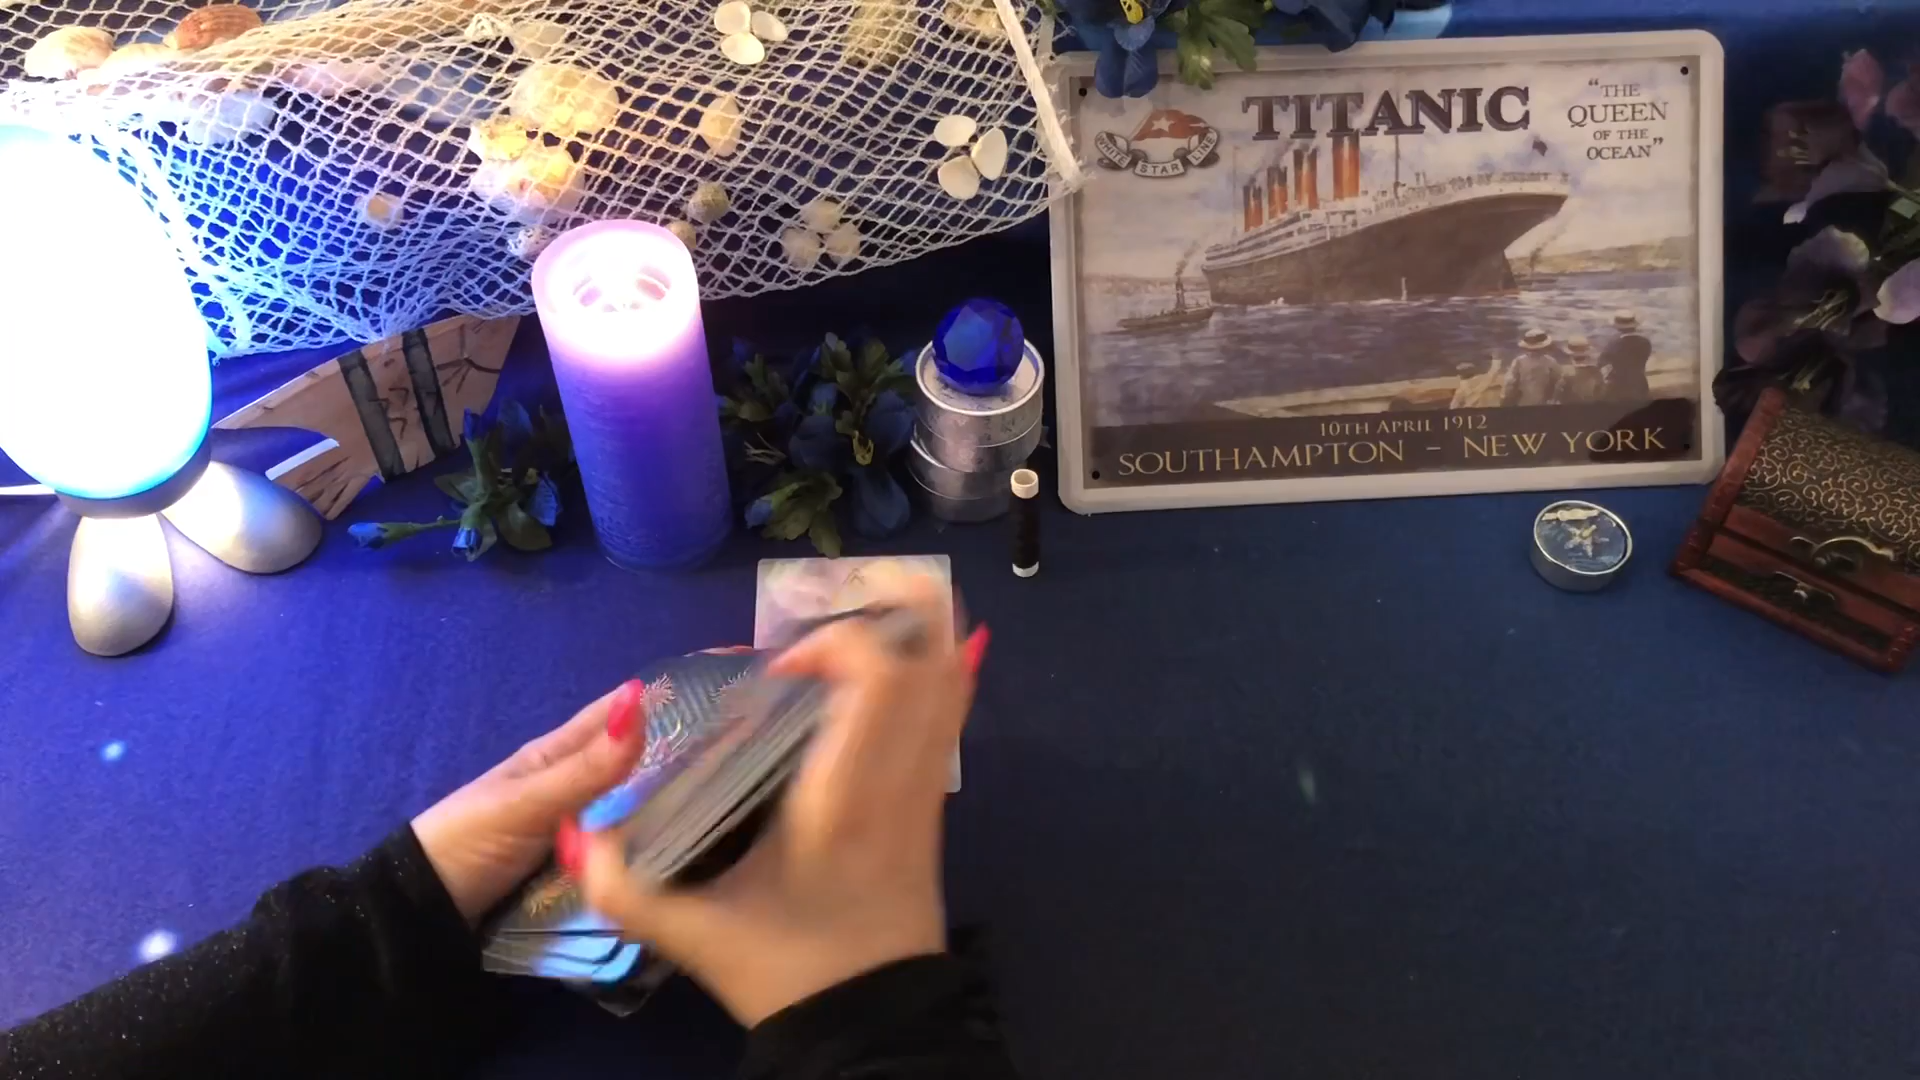 TITANIC
“THE
QUEEN
OF THE
OCEAN”
WHITE STAR LINE
10TH APRIL 1912
SOUTHAMPTON - NEW YORK